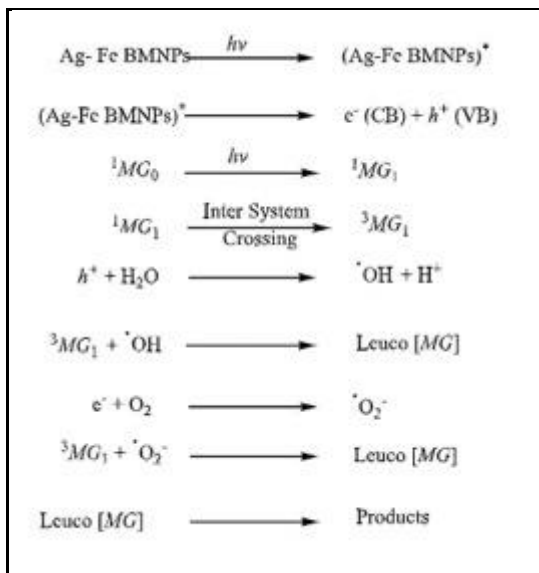 Ag- Fe BMNPs hν (Ag-Fe BMNPs)*
(Ag-Fe BMNPs)* e⁻ (CB) + h⁺ (VB)
¹MG₀ hν ¹MG₁
¹MG₁ Inter System Crossing ³MG₁
h⁺ + H₂O •OH + H⁺
³MG₁ + •OH Leuco [MG]
e⁻ + O₂ •O₂⁻
³MG₁ + •O₂⁻ Leuco [MG]
Leuco [MG] Products